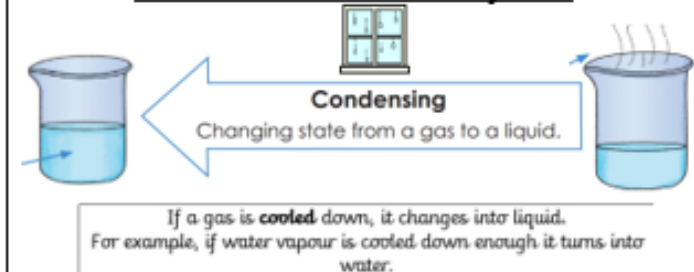 Condensing
Changing state from a gas to a liquid.
If a gas is cooled down, it changes into liquid.
For example, if water vapour is cooled down enough it turns into
water.